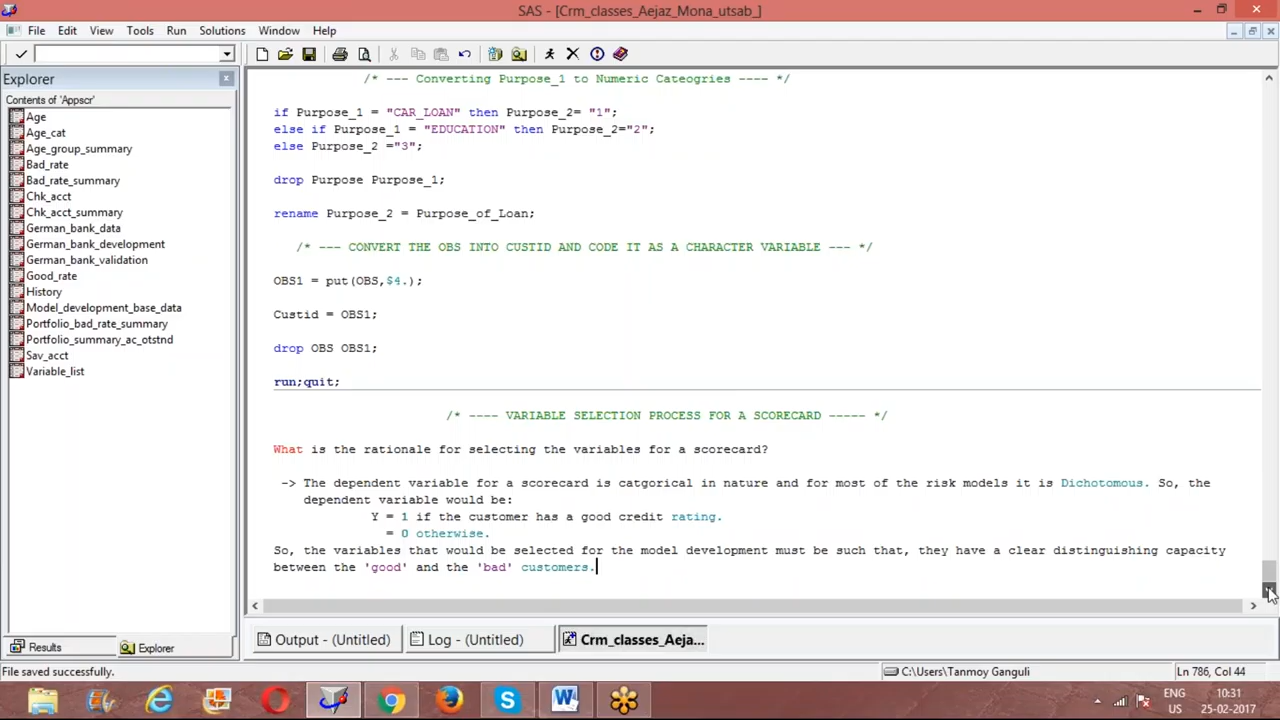 SAS - [Crm_classes_Aejaz_Mona_utsab_]
File Edit View Tools Run Solutions Window Help
Explorer
Contents of 'Appscr'
Age
Age_cat
Age_group_summary
Bad_rate
Bad_rate_summary
Chk_acct
Chk_acct_summary
German_bank_data
German_bank_development
German_bank_validation
Good_rate
History
Model_development_base_data
Portfolio_bad_rate_summary
Portfolio_summary_ac_otstnd
Sav_acct
Variable_list
/* --- Converting Purpose_1 to Numeric Cateogries ---- */
if Purpose_1 = "CAR_LOAN" then Purpose_2= "1";
else if Purpose_1 = "EDUCATION" then Purpose_2="2";
else Purpose_2 ="3";
drop Purpose Purpose_1;
rename Purpose_2 = Purpose_of_Loan;
/* --- CONVERT THE OBS INTO CUSTID AND CODE IT AS A CHARACTER VARIABLE --- */
OBS1 = put(OBS,$4.);
Custid = OBS1;
drop OBS OBS1;
run;quit;
/* ---- VARIABLE SELECTION PROCESS FOR A SCORECARD ----- */
What is the rationale for selecting the variables for a scorecard?
-> The dependent variable for a scorecard is catgorical in nature and for most of the risk models it is Dichotomous. So, the
dependent variable would be:
Y = 1 if the customer has a good credit rating.
= 0 otherwise.
So, the variables that would be selected for the model development must be such that, they have a clear distinguishing capacity
between the 'good' and the 'bad' customers.
Results Explorer
Output - (Untitled) Log - (Untitled) Crm_classes_Aeja...
File saved successfully. C:\Users\Tanmoy Ganguli Ln 786, Col 44
ENG 10:31
US 25-02-2017